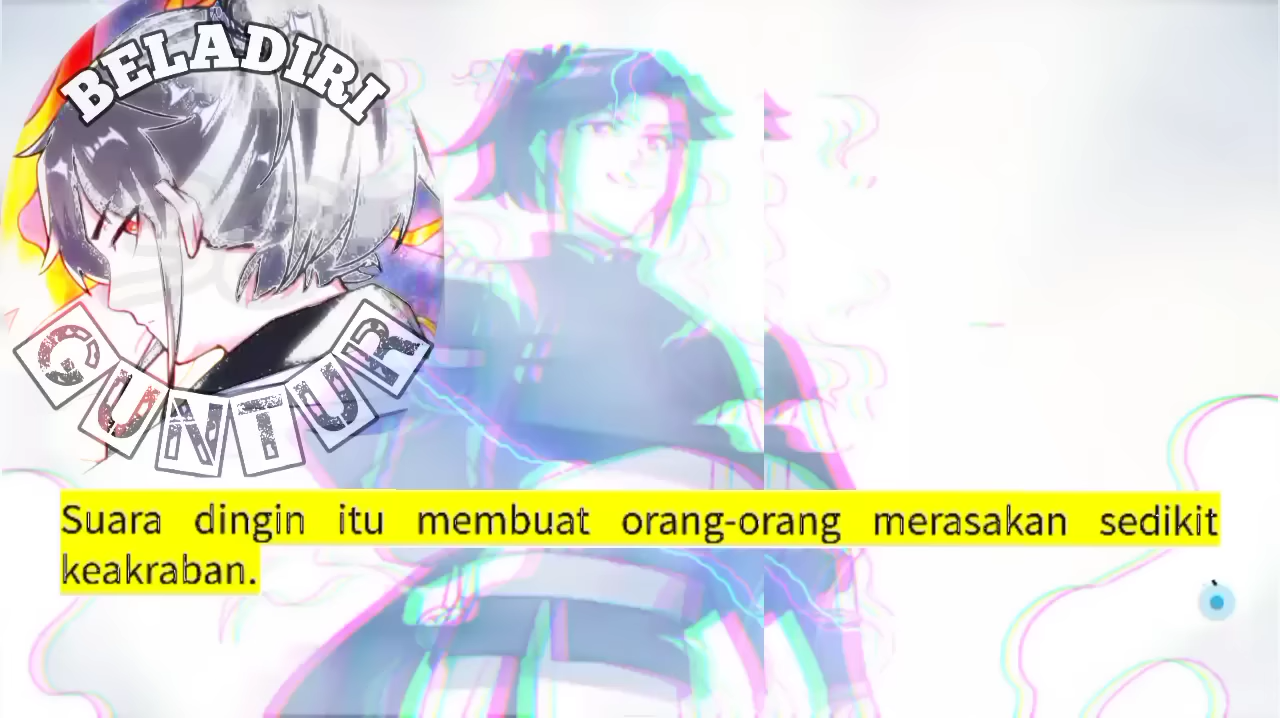 BELADIRI
GUNTUR
Suara dingin itu membuat orang-orang merasakan sedikit
keakraban.